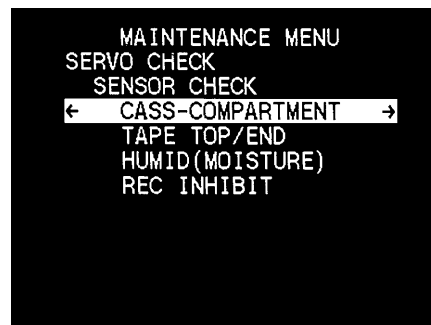 MAINTENANCE MENU
SERVO CHECK
SENSOR CHECK
← CASS-COMPARTMENT →
TAPE TOP/END
HUMID(MOISTURE)
REC INHIBIT